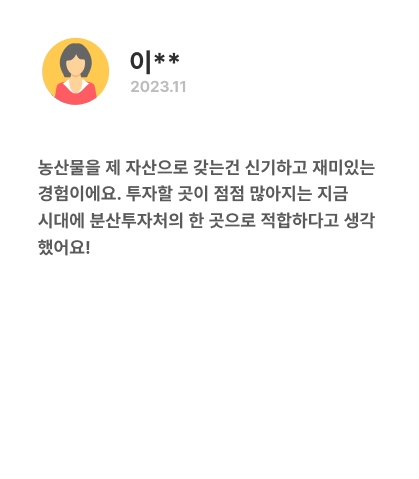 이**
2023.11
농산물을 제 자산으로 갖는건 신기하고 재미있는
경험이에요. 투자할 곳이 점점 많아지는 지금
시대에 분산투자처의 한 곳으로 적합하다고 생각
했어요!